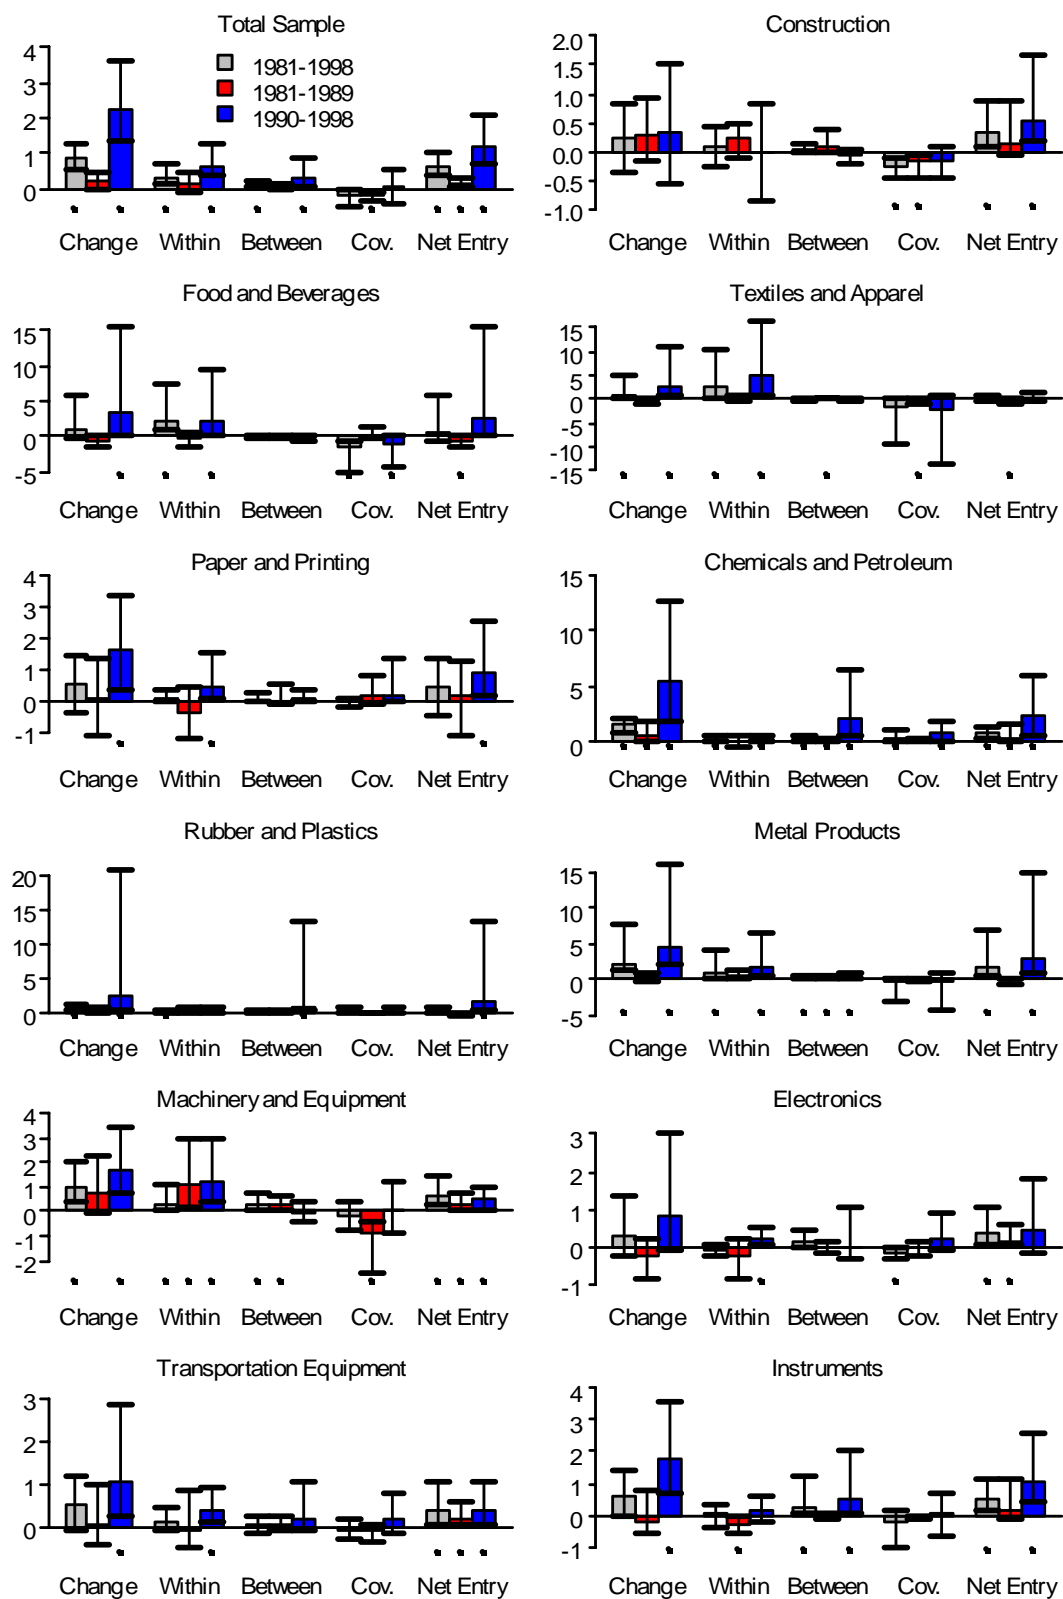 Total Sample
4
3
2
1
0
1981-1998
1981-1989
1990-1998
Change Within Between Cov. Net Entry
Construction
2.0
1.5
1.0
0.5
0.0
-0.5
-1.0
Change Within Between Cov. Net Entry
Food and Beverages
15
10
5
0
-5
Change Within Between Cov. Net Entry
Textiles and Apparel
15
10
5
0
-5
-10
-15
Change Within Between Cov. Net Entry
Paper and Printing
4
3
2
1
0
-1
Change Within Between Cov. Net Entry
Chemicals and Petroleum
15
10
5
0
Change Within Between Cov. Net Entry
Rubber and Plastics
20
15
10
5
0
Change Within Between Cov. Net Entry
Metal Products
15
10
5
0
-5
Change Within Between Cov. Net Entry
Machinery and Equipment
4
3
2
1
0
-1
-2
Change Within Between Cov. Net Entry
Electronics
3
2
1
0
-1
Change Within Between Cov. Net Entry
Transportation Equipment
3
2
1
0
Change Within Between Cov. Net Entry
Instruments
4
3
2
1
0
-1
Change Within Between Cov. Net Entry